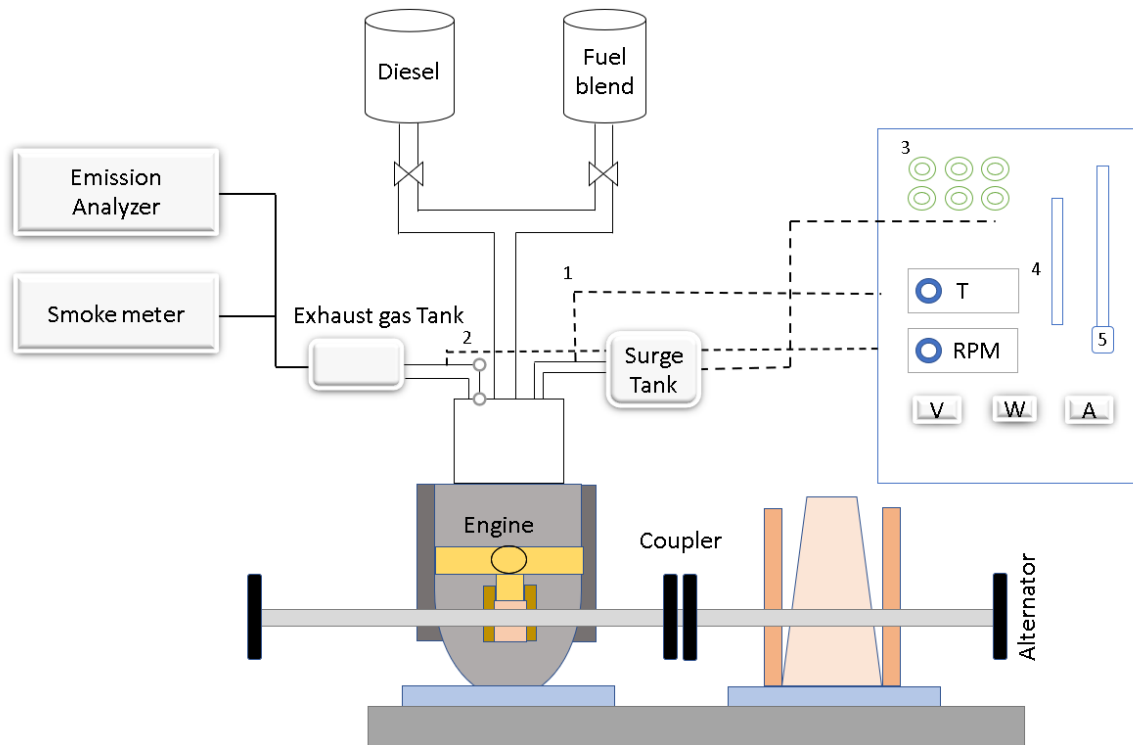 Diesel
Fuel
blend
Emission
Analyzer
Smoke meter
Exhaust gas Tank
2
1
Surge
Tank
3
4
5
T
RPM
V
W
A
Engine
Coupler
Alternator